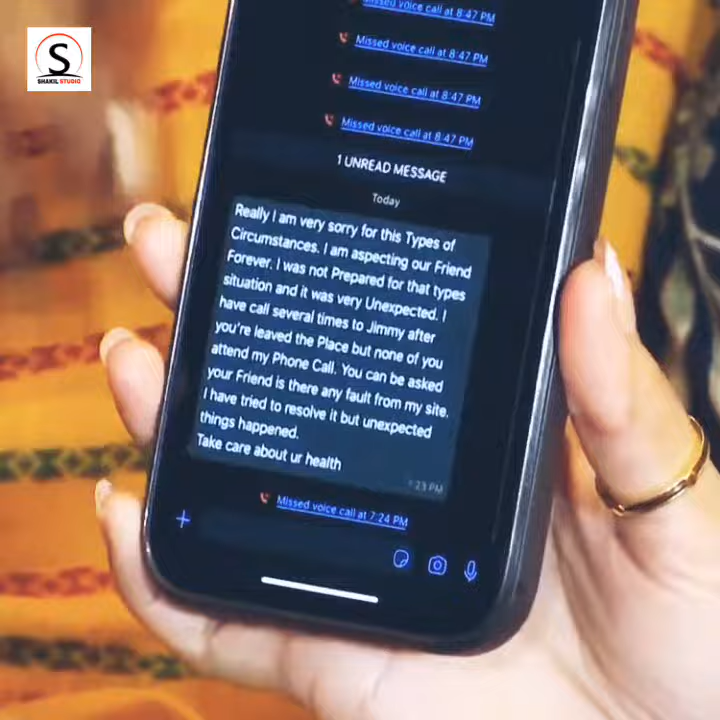 S
SHAKIL STUDIO
Missed voice call at 8:47 PM
Missed voice call at 8:47 PM
Missed voice call at 8:47 PM
Missed voice call at 8:47 PM
1 UNREAD MESSAGE
Today
Really I am very sorry for this Types of
Circumstances. I am aspecting our Friend
Forever. I was not Prepared for that types
situation and it was very Unexpected. I
have call several times to Jimmy after
you're leaved the Place but none of you
attend my Phone Call. You can be asked
your Friend is there any fault from my site.
I have tried to resolve it but unexpected
things happened.
Take care about ur health
:23 PM
Missed voice call at 7:24 PM